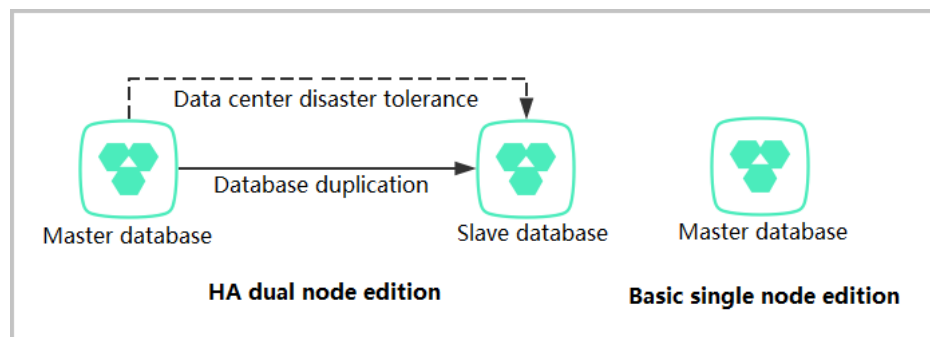 Data center disaster tolerance
Database duplication
Master database
Slave database
Master database
HA dual node edition
Basic single node edition